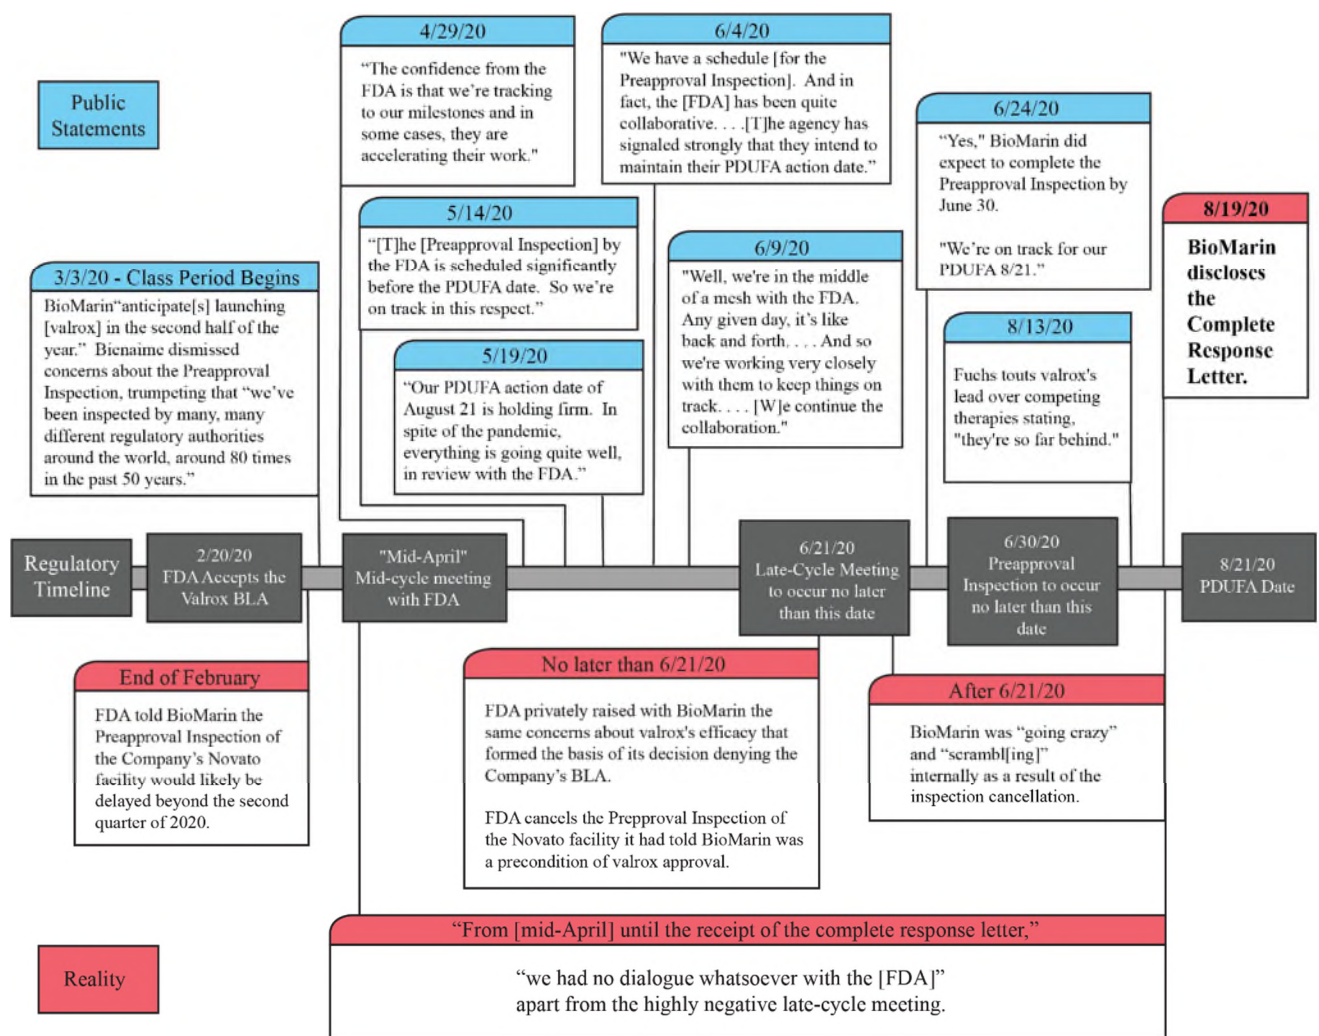 Public
Statements
4/29/20
“The confidence from the
FDA is that we’re tracking
to our milestones and in
some cases, they are
accelerating their work."
6/4/20
"We have a schedule [for the
Preapproval Inspection].  And in
fact, the [FDA] has been quite
collaborative. . . .[T]he agency has
signaled strongly that they intend to
maintain their PDUFA action date.”
6/24/20
“Yes," BioMarin did
expect to complete the
Preapproval Inspection by
June 30.
"We’re on track for our
PDUFA 8/21.”
8/19/20
BioMarin
discloses
the
Complete
Response
Letter.
5/14/20
“[T]he [Preapproval Inspection] by
the FDA is scheduled significantly
before the PDUFA date.  So we’re
on track in this respect.”
6/9/20
"Well, we're in the middle
of a mesh with the FDA.
Any given day, it’s like
back and forth. . . . And so
we're working very closely
with them to keep things on
track. . . . [W]e continue the
collaboration."
3/3/20 - Class Period Begins
BioMarin“anticipate[s] launching
[valrox] in the second half of the
year.”  Bienaime dismissed
concerns about the Preapproval
Inspection, trumpeting that “we’ve
been inspected by many, many
different regulatory authorities
around the world, around 80 times
in the past 50 years.”
5/19/20
“Our PDUFA action date of
August 21 is holding firm.  In
spite of the pandemic,
everything is going quite well,
in review with the FDA.”
8/13/20
Fuchs touts valrox's
lead over competing
therapies stating,
"they're so far behind."
Regulatory
Timeline
2/20/20
FDA Accepts the
Valrox BLA
"Mid-April"
Mid-cycle meeting
with FDA
6/21/20
Late-Cycle Meeting
to occur no later
than this date
6/30/20
Preapproval
Inspection to occur
no later than this
date
8/21/20
PDUFA Date
End of February
FDA told BioMarin the
Preapproval Inspection of
the Company’s Novato
facility would likely be
delayed beyond the second
quarter of 2020.
No later than 6/21/20
FDA privately raised with BioMarin the
same concerns about valrox's efficacy that
formed the basis of its decision denying the
Company’s BLA.
FDA cancels the Prepproval Inspection of
the Novato facility it had told BioMarin was
a precondition of valrox approval.
After 6/21/20
BioMarin was “going crazy”
and “scrambl[ing]”
internally as a result of the
inspection cancellation.
Reality
“From [mid-April] until the receipt of the complete response letter,”
“we had no dialogue whatsoever with the [FDA]”
apart from the highly negative late-cycle meeting.